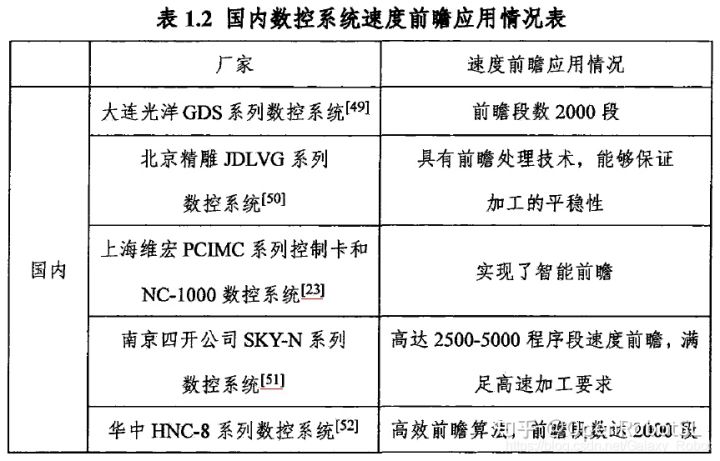 表 1.2 国内数控系统速度前瞻应用情况表
厂家
速度前瞻应用情况
国内
大连光洋 GDS 系列数控系统[49]
前瞻段数 2000 段
北京精雕 JDLVG 系列
数控系统[50]
具有前瞻处理技术，能够保证
加工的平稳性
上海维宏 PCIMC 系列控制卡和
NC-1000 数控系统[23]
实现了智能前瞻
南京四开公司 SKY-N 系列
数控系统[51]
高达 2500-5000 程序段速度前瞻，满
足高速加工要求
华中 HNC-8 系列数控系统[52]
高效前瞻算法，前瞻段数达 2000 段
知乎